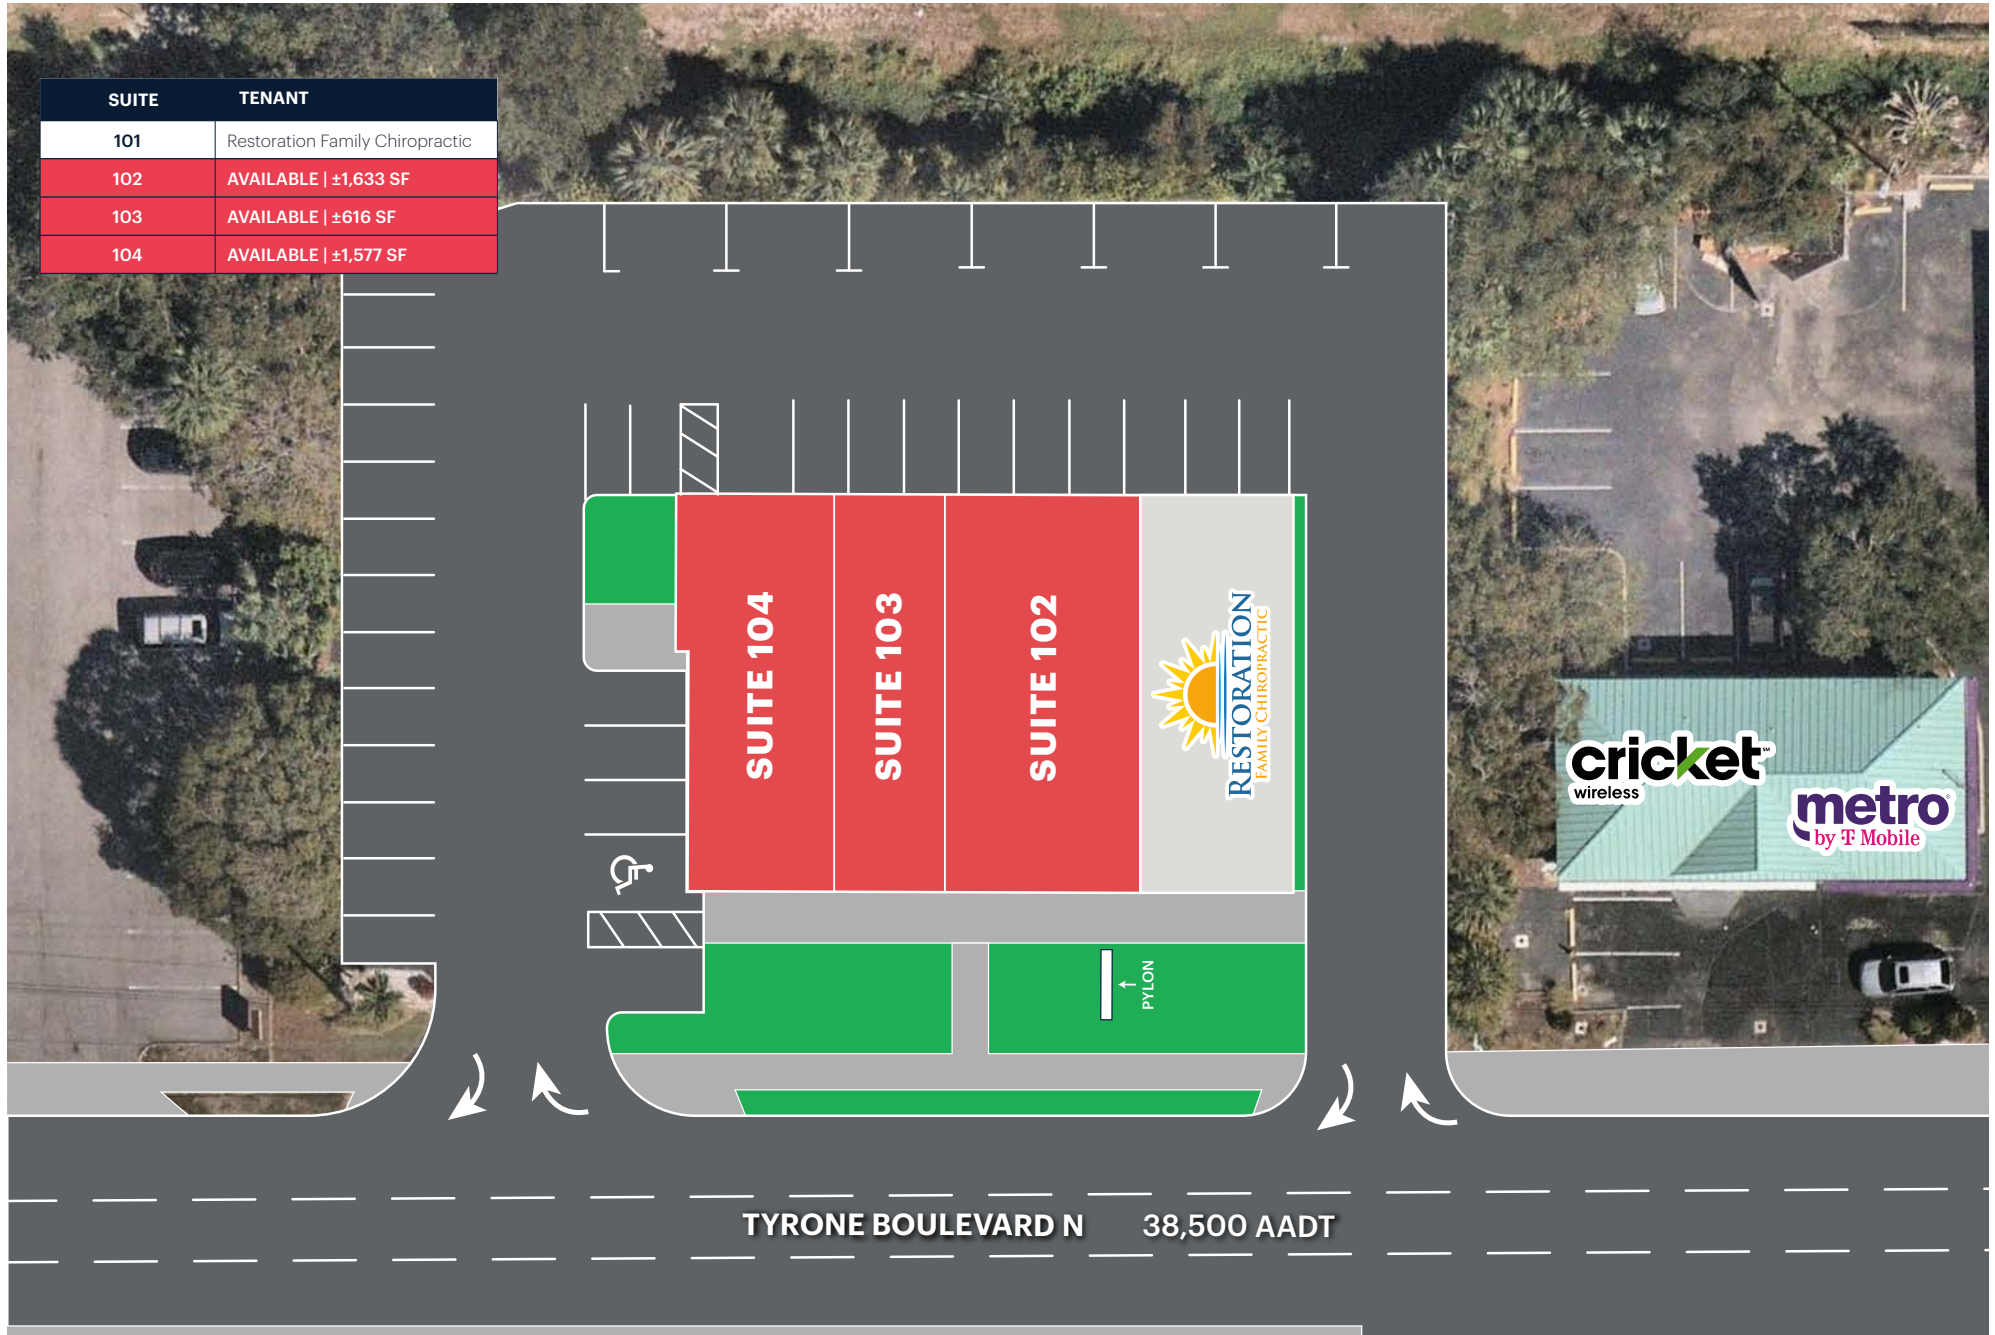 SUITE TENANT
101 Restoration Family Chiropractic
102 AVAILABLE | ±1,633 SF
103 AVAILABLE | ±616 SF
104 AVAILABLE | ±1,577 SF
SUITE 104
SUITE 103
SUITE 102
RESTORATION
FAMILY CHIROPRACTIC
cricket℠
wireless
metro®
by T Mobile
PYLON
TYRONE BOULEVARD N 38,500 AADT